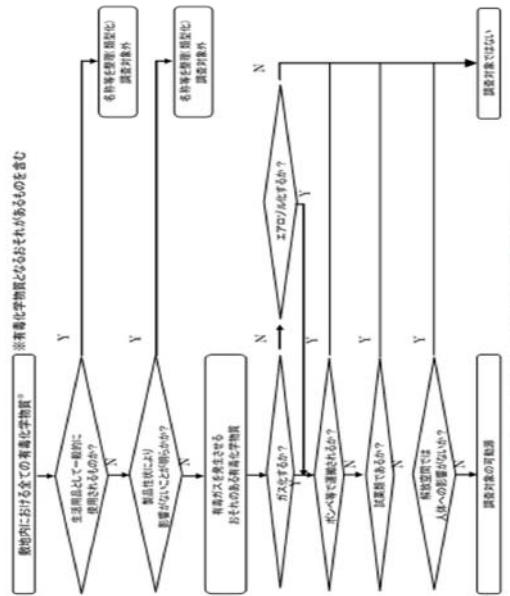 敷地内における全ての有毒化学物質※
※有毒化学物質となるおそれがあるものを含む
生活用品として一般的に
使用されるものか?
Y
名称等を整理(類型化)
調査対象外
N
製品性状により
影響がないことが明らかか?
Y
名称等を整理(類型化)
調査対象外
N
有毒ガスを発生させる
おそれのある有毒化学物質
ガス化するか?
N
エアロゾル化するか?
N
Y
Y
ボンベ等で運搬されるか?
Y
N
試薬類であるか?
Y
N
解放空間では
人体への影響がないか?
Y
N
調査対象の可動源
調査対象ではない